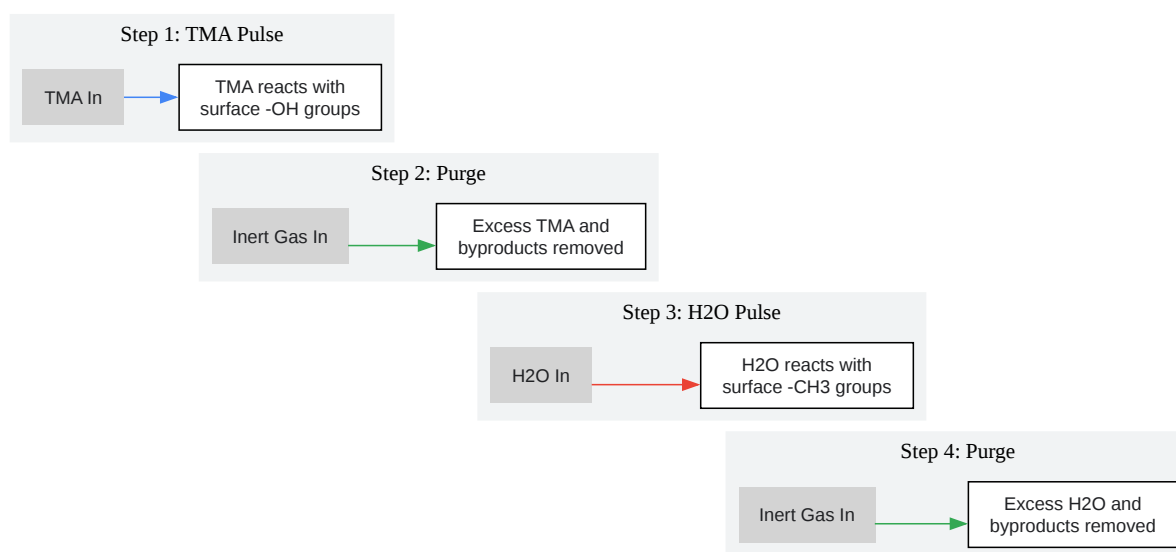 Step 1: TMA Pulse
TMA In
TMA reacts with
surface -OH groups
Step 2: Purge
Inert Gas In
Excess TMA and
byproducts removed
Step 3: H2O Pulse
H2O In
H2O reacts with
surface -CH3 groups
Step 4: Purge
Inert Gas In
Excess H2O and
byproducts removed